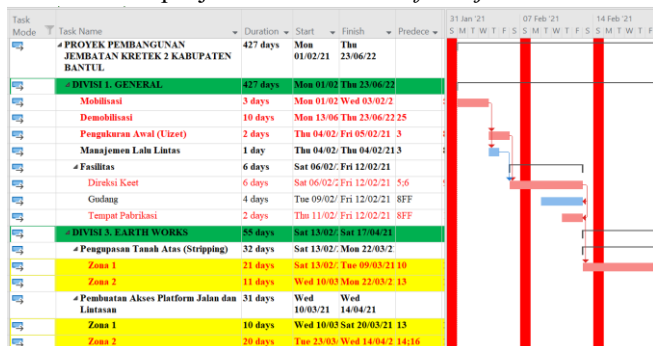 Task Mode Task Name Duration Start Finish Predece
31 Jan '21 07 Feb '21 14 Feb '21
S M T W T F S S M T W T F S S M T W T F S
PROYEK PEMBANGUNAN JEMBATAN KRETEK 2 KABUPATEN BANTUL 427 days Mon 01/02/21 Thu 23/06/22
DIVISI 1. GENERAL 427 days Mon 01/02 Thu 23/06/22
Mobilisasi 3 days Mon 01/02 Wed 03/02/2
Demobilisasi 10 days Mon 13/06 Thu 23/06/22 25
Pengukuran Awal (Uizet) 2 days Thu 04/02/ Fri 05/02/21 3
Manajemen Lalu Lintas 1 day Thu 04/02/ Thu 04/02/21 3
Fasilitas 6 days Sat 06/02/ Fri 12/02/21
Direksi Keet 6 days Sat 06/02/ Fri 12/02/21 5;6
Gudang 4 days Tue 09/02/ Fri 12/02/21 8FF
Tempat Pabrikasi 2 days Thu 11/02/ Fri 12/02/21 8FF
DIVISI 3. EARTH WORKS 55 days Sat 13/02/ Sat 17/04/21
Pengupasan Tanah Atas (Stripping) 32 days Sat 13/02/ Mon 22/03/2
Zona 1 21 days Sat 13/02/ Tue 09/03/21 10
Zona 2 11 days Wed 10/03 Mon 22/03/2 13
Pembuatan Akses Platform Jalan dan Lintasan 31 days Wed 10/03/21 Wed 14/04/21
Zona 1 10 days Wed 10/03 Sat 20/03/21 13
Zona 2 20 days Tue 23/03/ Wed 14/04/2 14;16